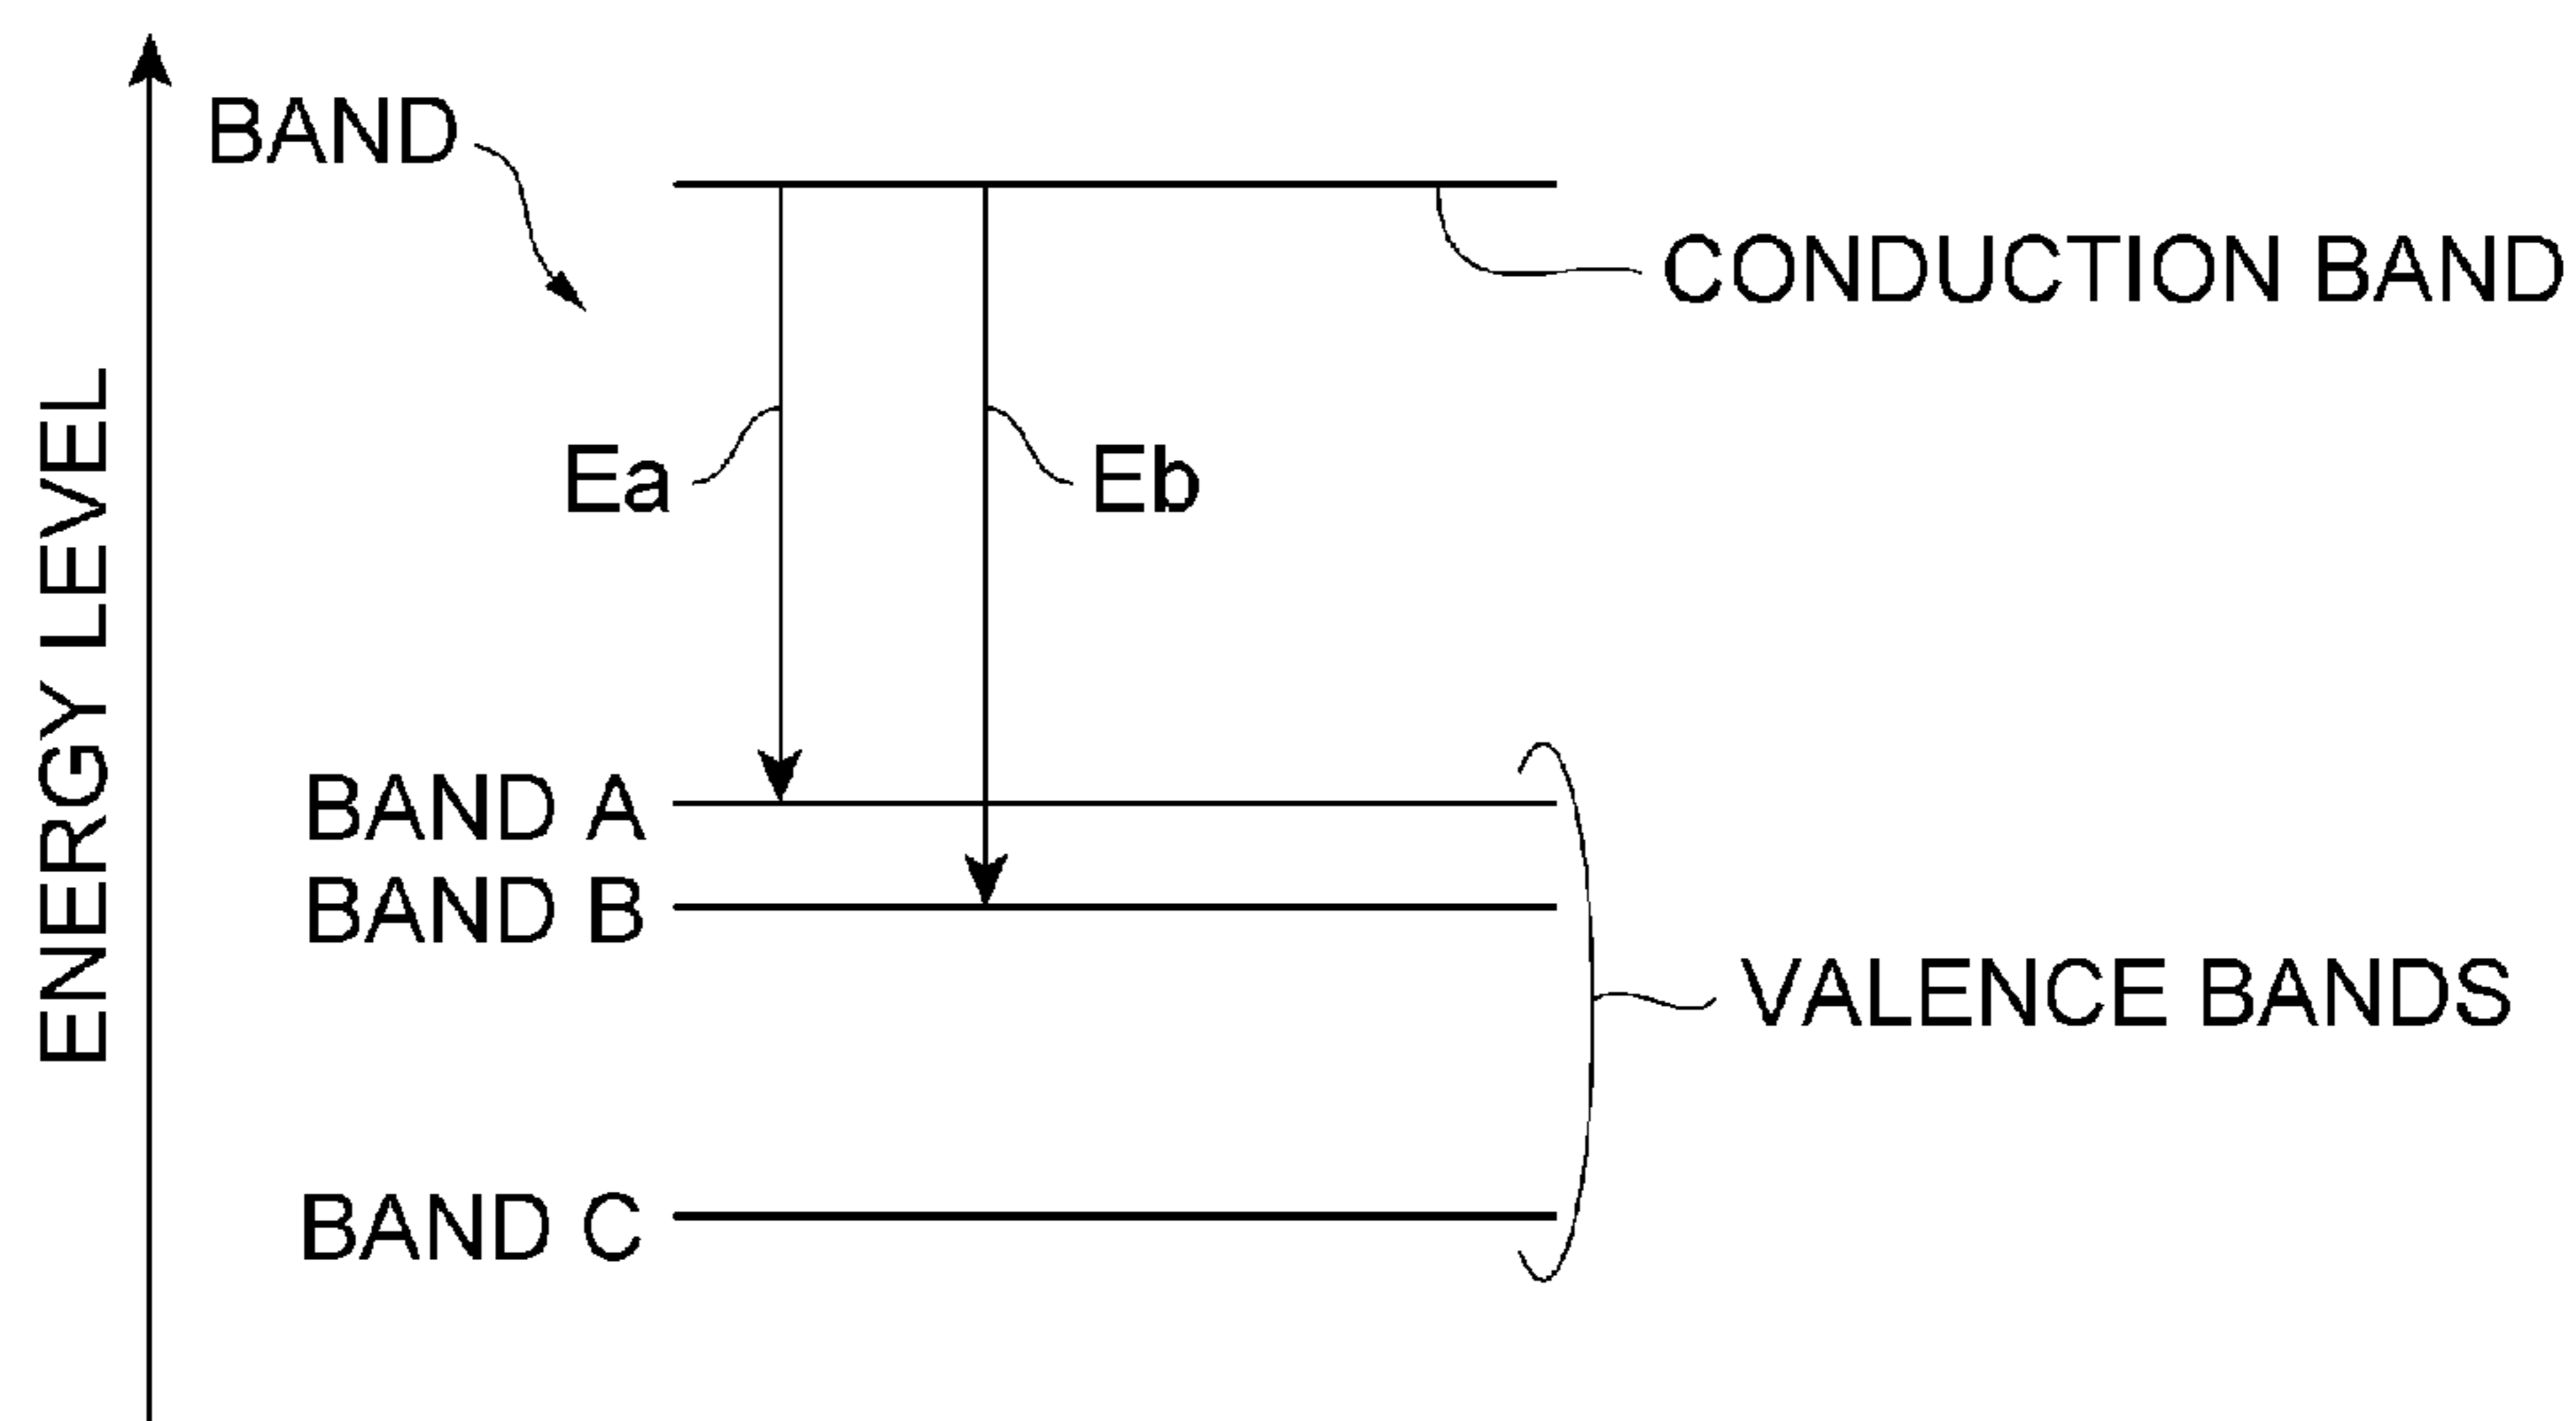 BAND
CONDUCTION BAND
Ea
Eb
ENERGY LEVEL
BAND A
BAND B
VALENCE BANDS
BAND C